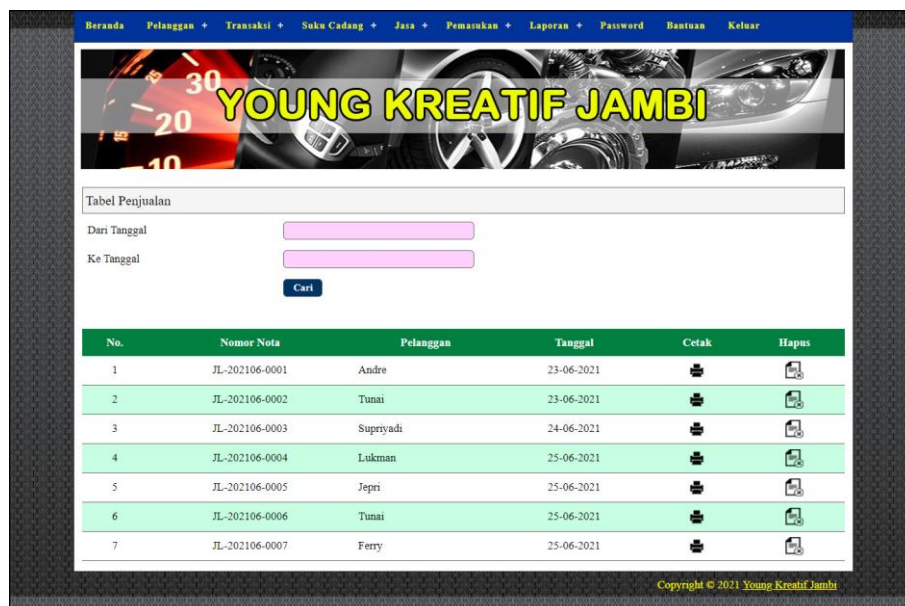 Beranda Pelanggan + Transaksi + Suku Cadang + Jasa + Pemasukan + Laporan + Password Bantuan Keluar
30
25
20
15
10
YOUNG KREATIF JAMBI
Tabel Penjualan
Dari Tanggal
Ke Tanggal
Cari
No. Nomor Nota Pelanggan Tanggal Cetak Hapus
1 JL-202106-0001 Andre 23-06-2021
2 JL-202106-0002 Tunai 23-06-2021
3 JL-202106-0003 Supriyadi 24-06-2021
4 JL-202106-0004 Lukman 25-06-2021
5 JL-202106-0005 Jepri 25-06-2021
6 JL-202106-0006 Tunai 25-06-2021
7 JL-202106-0007 Ferry 25-06-2021
Copyright © 2021 Young Kreatif Jambi